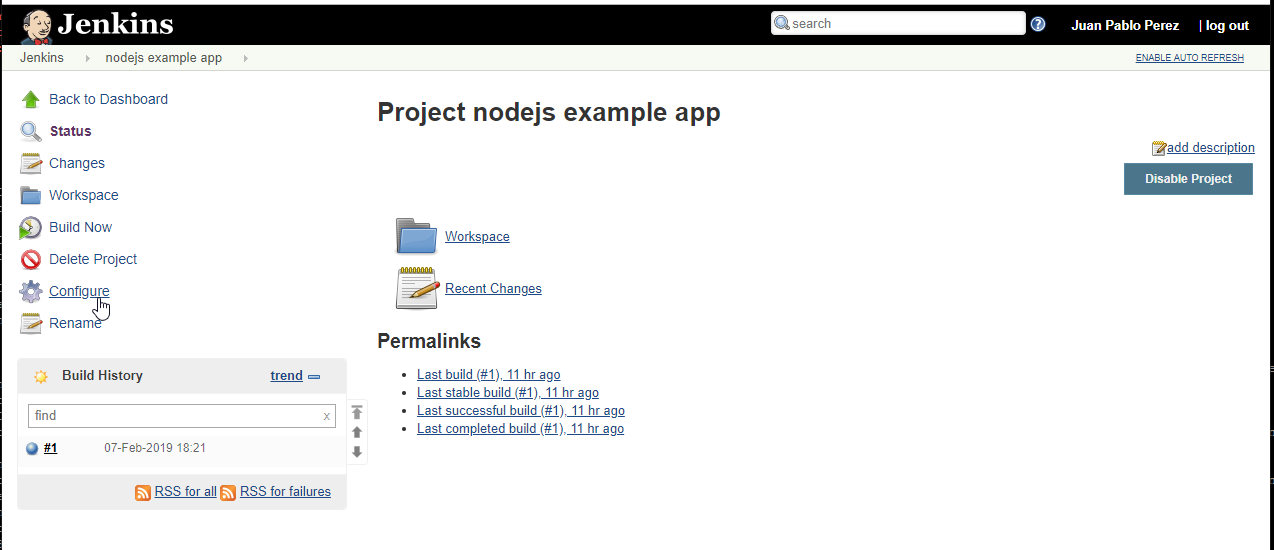 Jenkins
search
Juan Pablo Perez | log out
Jenkins nodejs example app
ENABLE AUTO REFRESH
Back to Dashboard
Status
Changes
Workspace
Build Now
Delete Project
Configure
Rename
Build History trend
find x
#1 07-Feb-2019 18:21
RSS for all RSS for failures
Project nodejs example app
add description
Disable Project
Workspace
Recent Changes
Permalinks
Last build (#1), 11 hr ago
Last stable build (#1), 11 hr ago
Last successful build (#1), 11 hr ago
Last completed build (#1), 11 hr ago